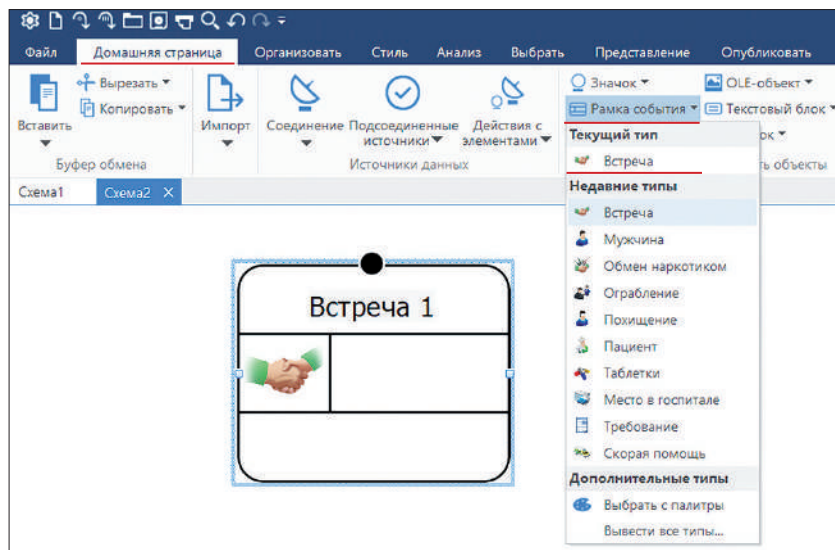 Файл Домашняя страница Организовать Стиль Анализ Выбрать Представление Опубликовать
Вставить
Вырезать
Копировать
Буфер обмена
Импорт
Соединение
Подсоединенные
источники
Действия с
элементами
Источники данных
Значок
OLE-объект
Рамка события
Текстовый блок
ок
ь объекты
Схема1
Схема2 X
Текущий тип
Встреча
Недавние типы
Встреча
Мужчина
Обмен наркотиком
Ограбление
Похищение
Пациент
Таблетки
Место в госпитале
Требование
Скорая помощь
Дополнительные типы
Выбрать с палитры
Вывести все типы...
Встреча 1